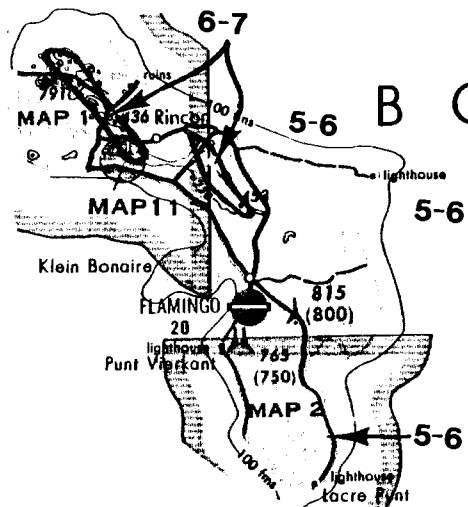 6-7
ruins
100 fms
B
5-6
MAP 1
Rincon
lighthouse
5-6
MAP 11
Klein Bonaire
FLAMINGO
815
(800)
20
lighthouse
765
(750)
Punt Vierkant
MAP 2
5-6
100 fms
lighthouse
Lacre Punt